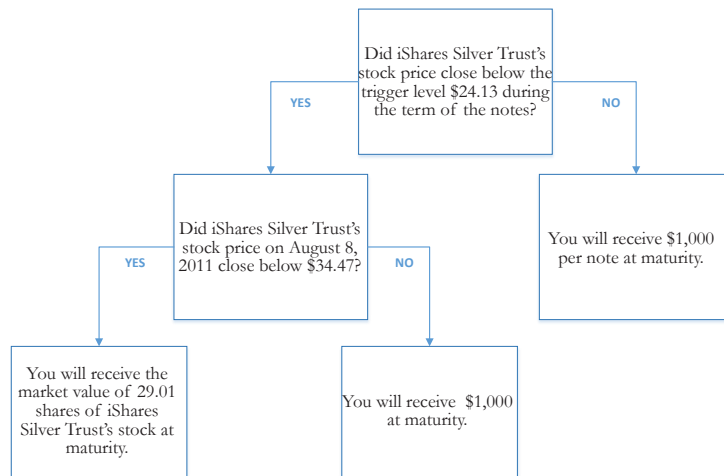 Did iShares Silver Trust's
stock price close below the
trigger level $24.13 during
the term of the notes?
YES
NO
Did iShares Silver Trust's
stock price on August 8,
2011 close below $34.47?
You will receive $1,000
per note at maturity.
YES
NO
You will receive the
market value of 29.01
shares of iShares
Silver Trust's stock at
maturity.
You will receive  $1,000
at maturity.